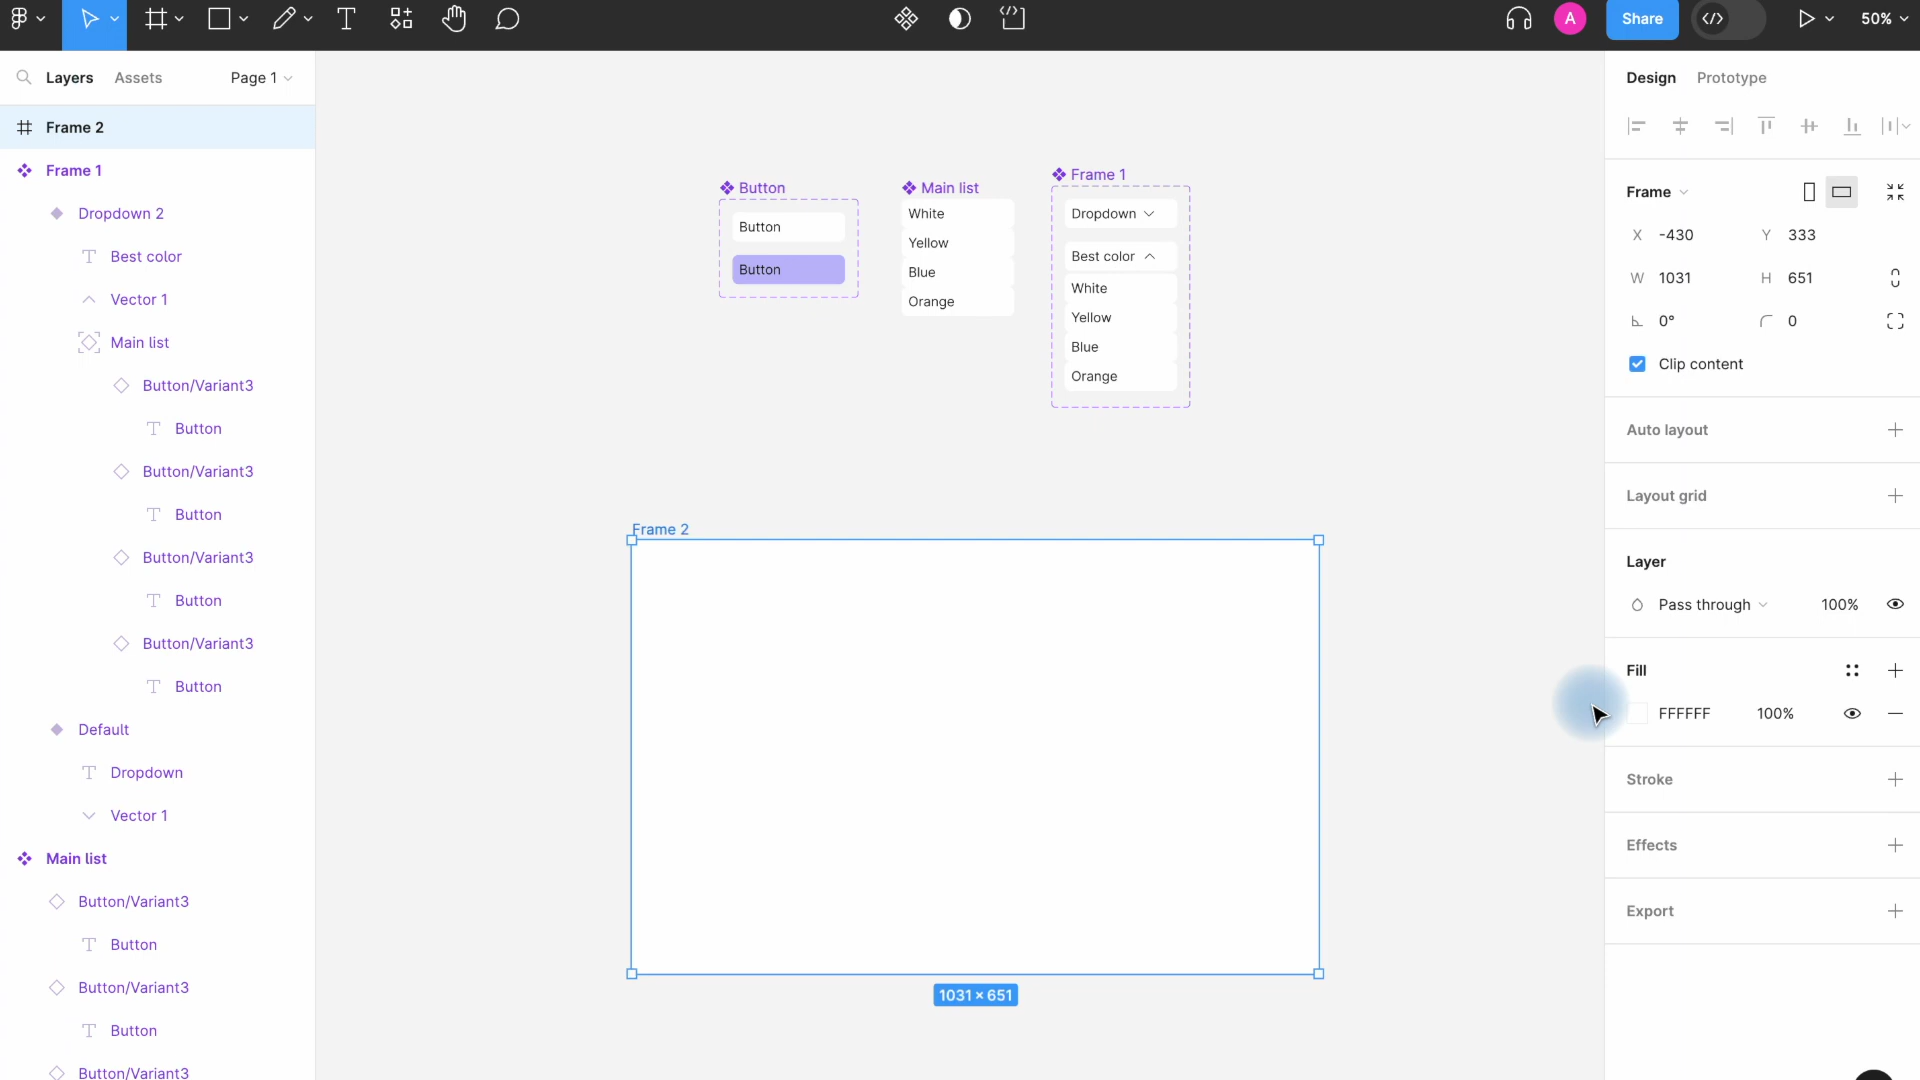 A
Share
50%
Layers
Assets
Page 1
Frame 2
Frame 1
Dropdown 2
Best color
Vector 1
Main list
Button/Variant3
Button
Button/Variant3
Button
Button/Variant3
Button
Button/Variant3
Button
Default
Dropdown
Vector 1
Main list
Button/Variant3
Button
Button/Variant3
Button
Button/Variant3
Button
Button
Button
Main list
White
Yellow
Blue
Orange
Frame 1
Dropdown
Best color
White
Yellow
Blue
Orange
Frame 2
1031 × 651
Design
Prototype
Frame
X -430
Y 333
W 1031
H 651
0°
0
Clip content
Auto layout
Layout grid
Layer
Pass through
100%
Fill
FFFFFF
100%
Stroke
Effects
Export